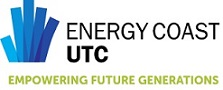 ENERGY COAST
UTC
EMPOWERING FUTURE GENERATIONS